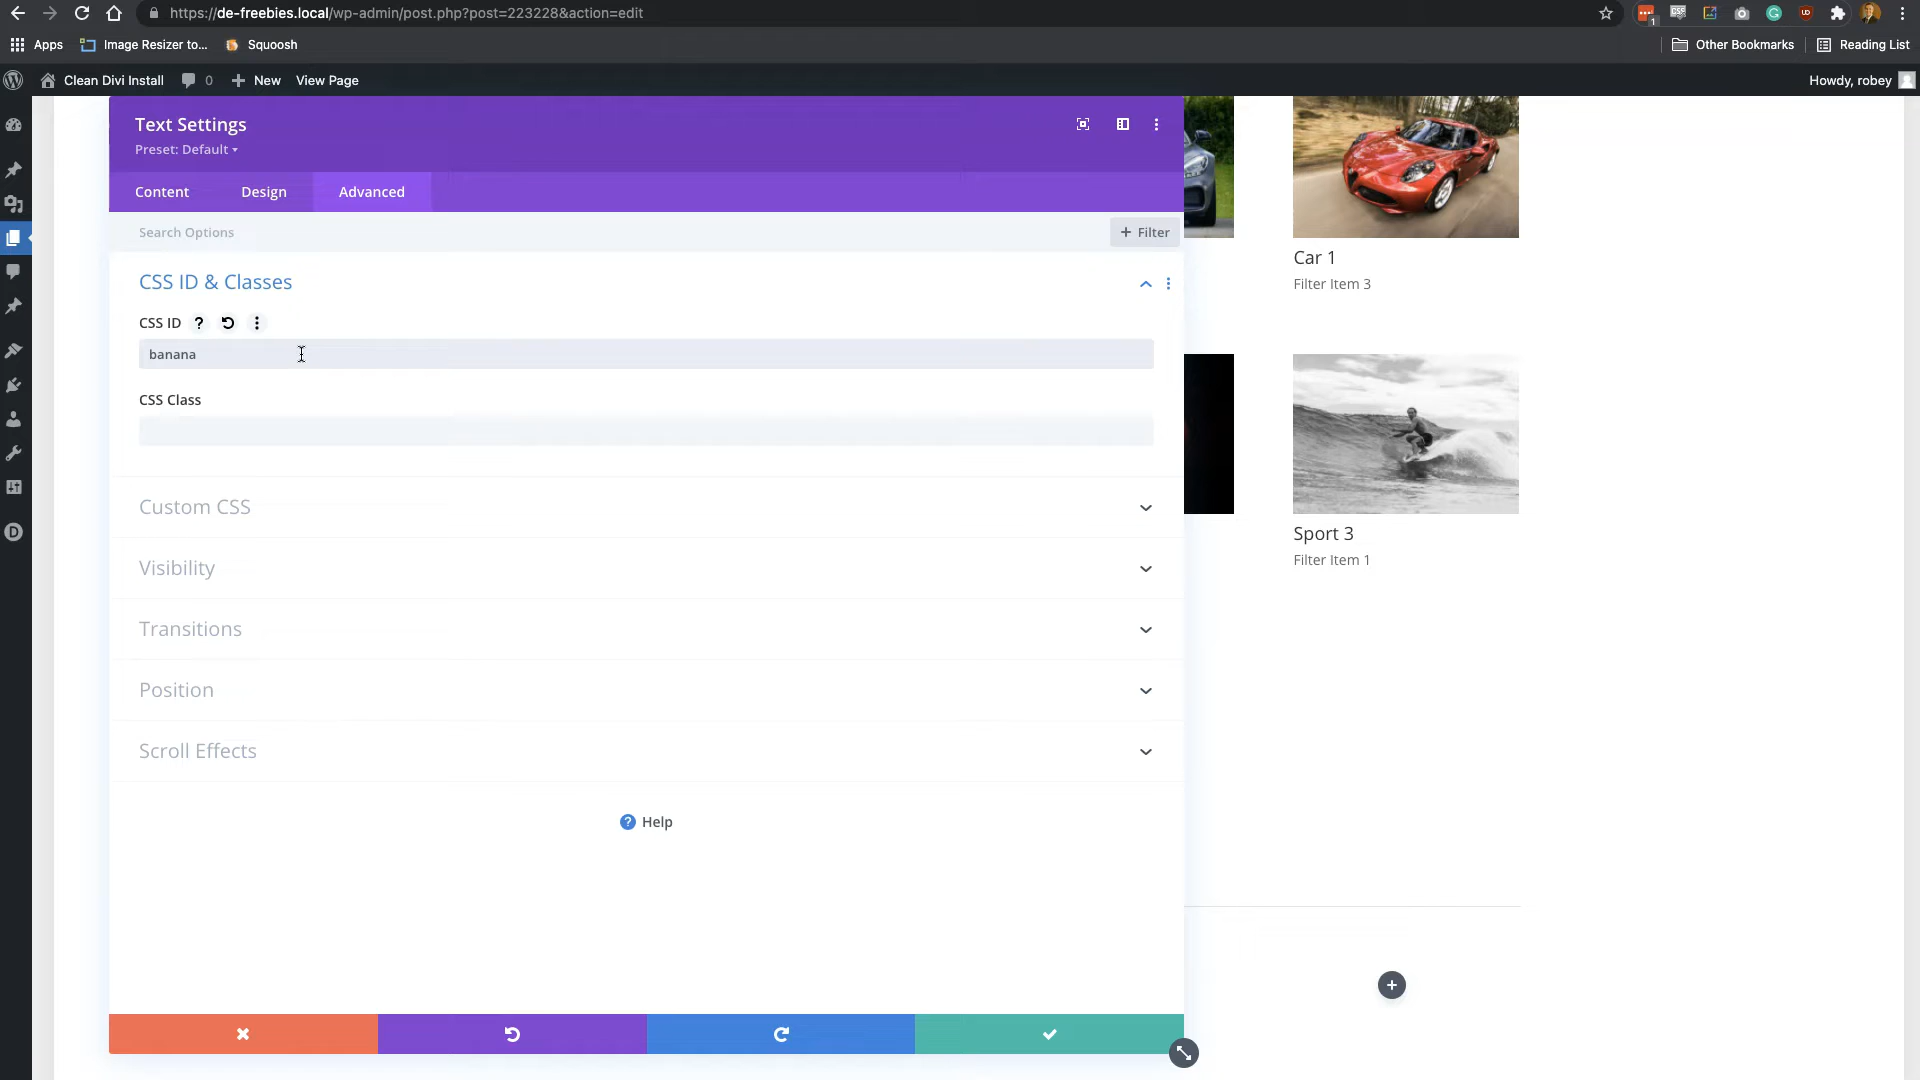 https://de-freebies.local/wp-admin/post.php?post=223228&action=edit
Apps
Image Resizer to...
Squoosh
Other Bookmarks
Reading List
Clean Divi Install
0
New
View Page
Howdy, robey
Text Settings
Preset: Default
Content
Design
Advanced
Search Options
+ Filter
CSS ID & Classes
CSS ID
banana
CSS Class
Custom CSS
Visibility
Transitions
Position
Scroll Effects
Help
Car 1
Filter Item 3
Sport 3
Filter Item 1